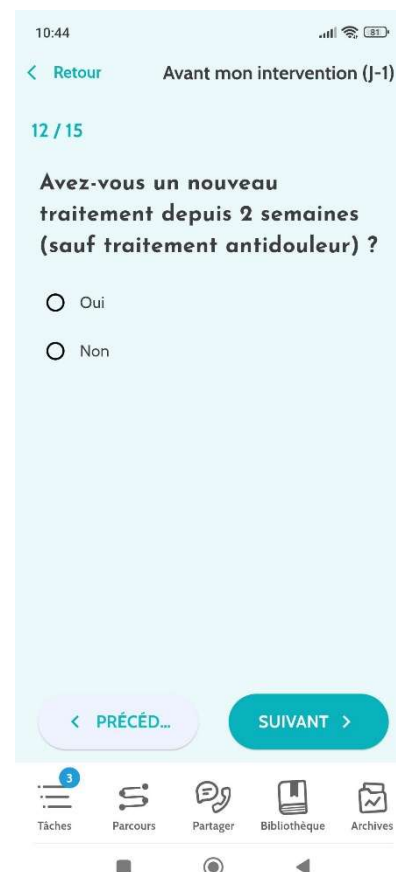 10:44
81
< Retour
Avant mon intervention (J-1)
12 / 15
Avez-vous un nouveau
traitement depuis 2 semaines
(sauf traitement antidouleur) ?
Oui
Non
< PRÉCÉD...
SUIVANT >
3
Tâches
Parcours
Partager
Bibliothèque
Archives